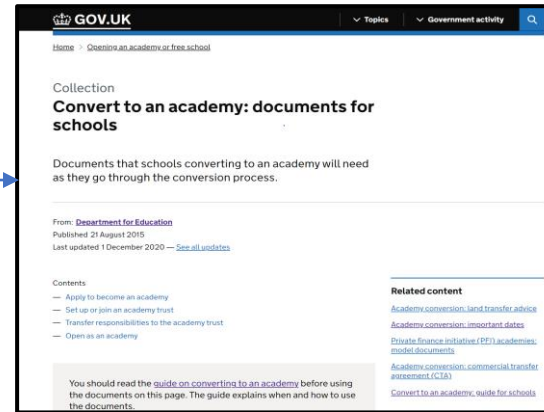 GOV.UK
Topics
Government activity
Home > Opening an academy or free school
Collection
Convert to an academy: documents for
schools
Documents that schools converting to an academy will need
as they go through the conversion process.
From: Department for Education
Published 21 August 2015
Last updated 1 December 2020 — See all updates
Contents
— Apply to become an academy
— Set up or join an academy trust
— Transfer responsibilities to the academy trust
— Open as an academy
You should read the guide on converting to an academy before using
the documents on this page. The guide explains when and how to use
the documents.
Related content
Academy conversion: land transfer advice
Academy conversion: important dates
Private finance initiative (PFI) academies:
model documents
Academy conversion: commercial transfer
agreement (CTA)
Convert to an academy: guide for schools